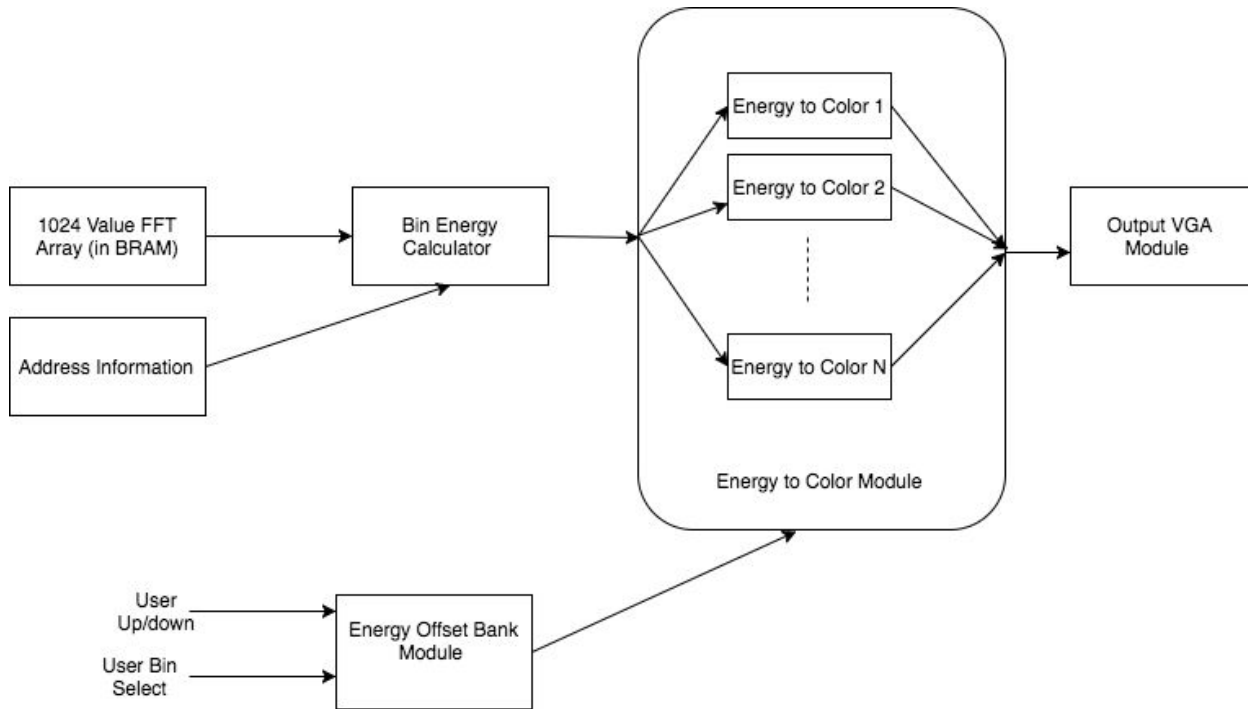 Energy to Color 1
Energy to Color 2
1024 Value FFT
Array (in BRAM)
Bin Energy
Calculator
Output VGA
Module
Address Information
Energy to Color N
Energy to Color Module
User
Up/down
Energy Offset Bank
Module
User Bin
Select